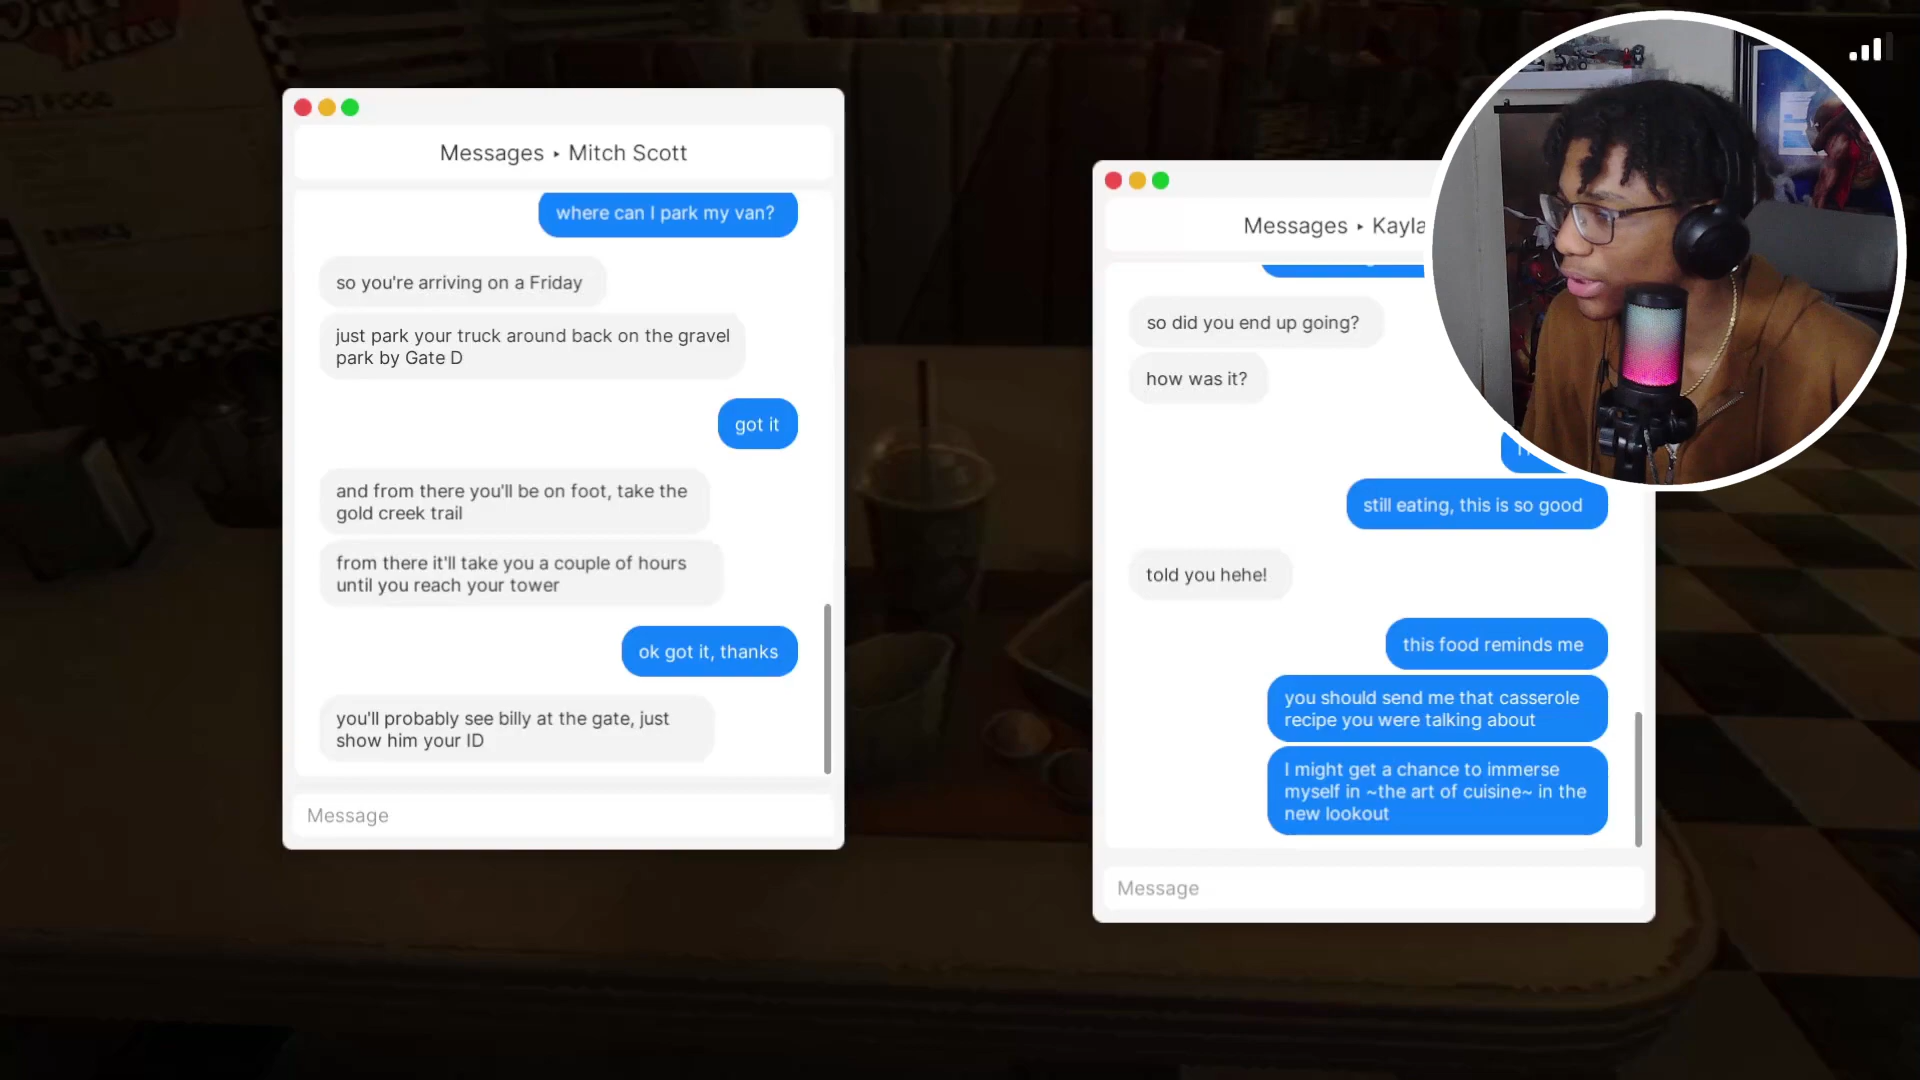 Messages ▸ Mitch Scott
where can I park my van?
so you're arriving on a Friday
just park your truck around back on the gravel
park by Gate D
got it
and from there you'll be on foot, take the
gold creek trail
from there it'll take you a couple of hours
until you reach your tower
ok got it, thanks
you'll probably see billy at the gate, just
show him your ID
Message
Messages ▸ Kayla
so did you end up going?
how was it?
still eating, this is so good
told you hehe!
this food reminds me
you should send me that casserole
recipe you were talking about
I might get a chance to immerse
myself in ~the art of cuisine~ in the
new lookout
Message